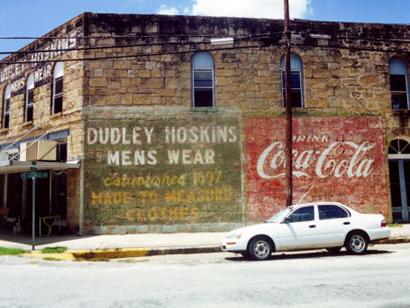 DUDLEY HOSKINS
MENS WEAR
Established 1897
MADE TO MEASURE
CLOTHES
DRINK
Coca-Cola